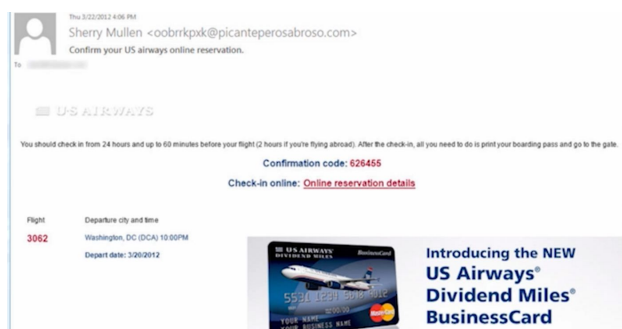 Thu 3/22/2012 4:06 PM
Sherry Mullen <oobrrkpxk@picanteperosabroso.com>
Confirm your US airways online reservation.
To
US AIRWAYS
You should check in from 24 hours and up to 60 minutes before your flight (2 hours if you're flying abroad). After the check-in, all you need to do is print your boarding pass and go to the gate.
Confirmation code: 626455
Check-in online: Online reservation details
Flight Departure city and time
3062 Washington, DC (DCA) 10:00PM
Depart date: 3/20/2012
US AIRWAYS BusinessCard
DIVIDEND MILES
MasterCard
YOUR NAME
YOUR BUSINESS NAME
Introducing the NEW
US Airways®
Dividend Miles®
BusinessCard